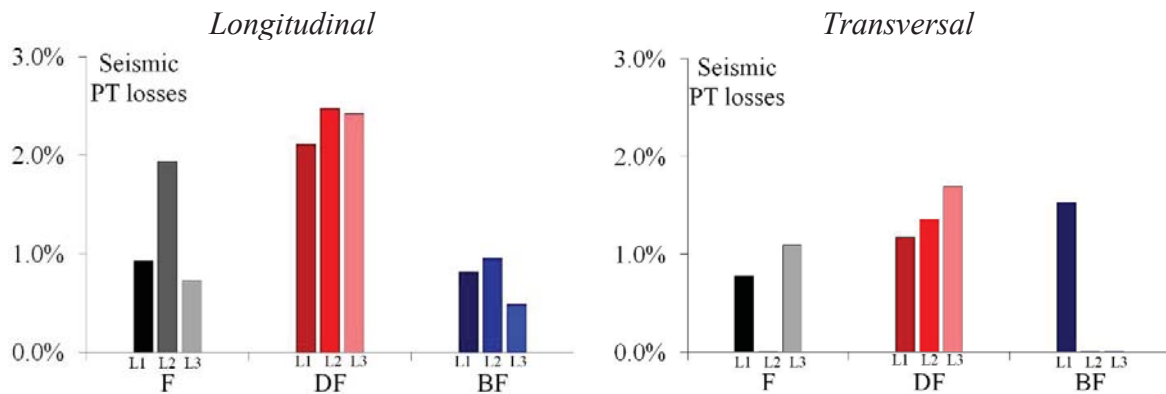 Longitudinal
3.0%
Seismic
PT losses
2.0%
1.0%
0.0%
L1 L2 L3
L1 L2 L3
L1 L2 L3
F
DF
BF
Transversal
3.0%
Seismic
PT losses
2.0%
1.0%
0.0%
L1 L2 L3
L1 L2 L3
L1 L2 L3
F
DF
BF